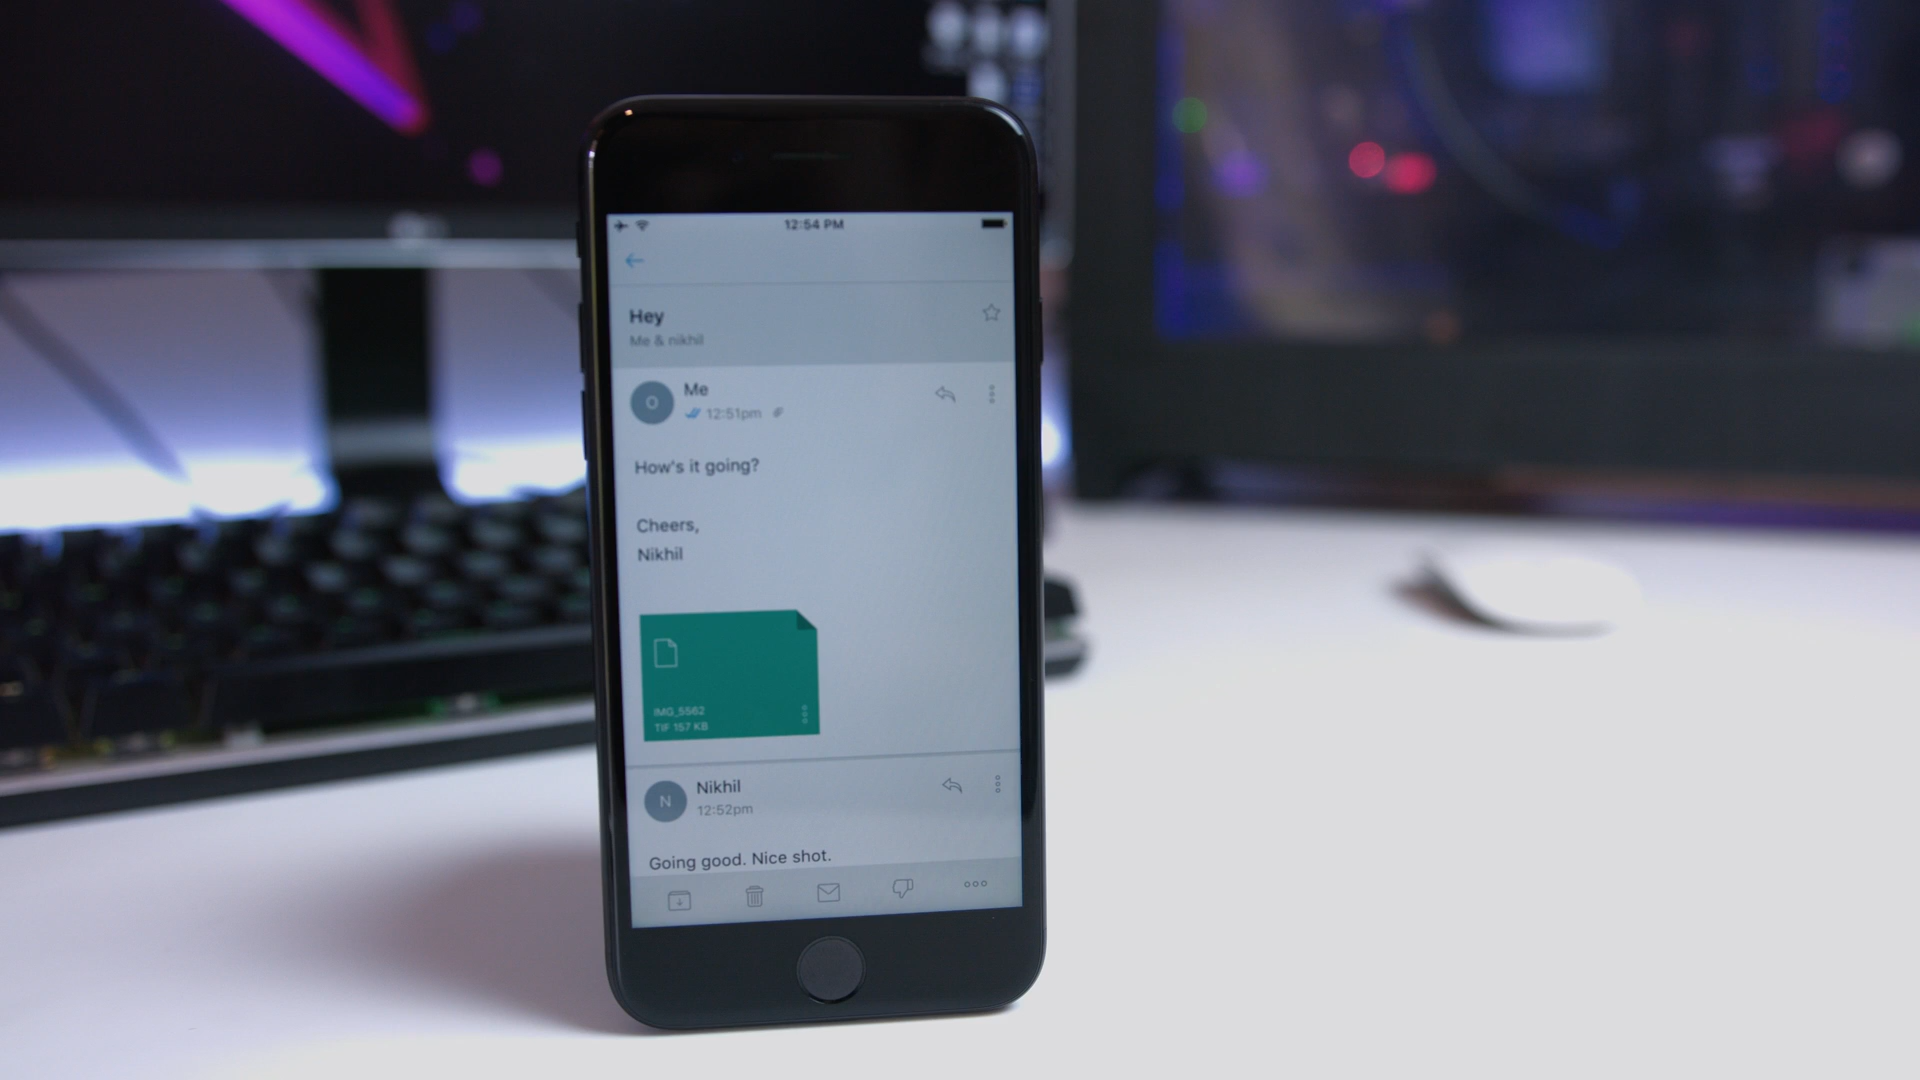 12:54 PM
Hey
Me & nikhil
O
Me
12:51pm
How's it going?
Cheers,
Nikhil
IMG_5562
TIF 157 KB
N
Nikhil
12:52pm
Going good. Nice shot.